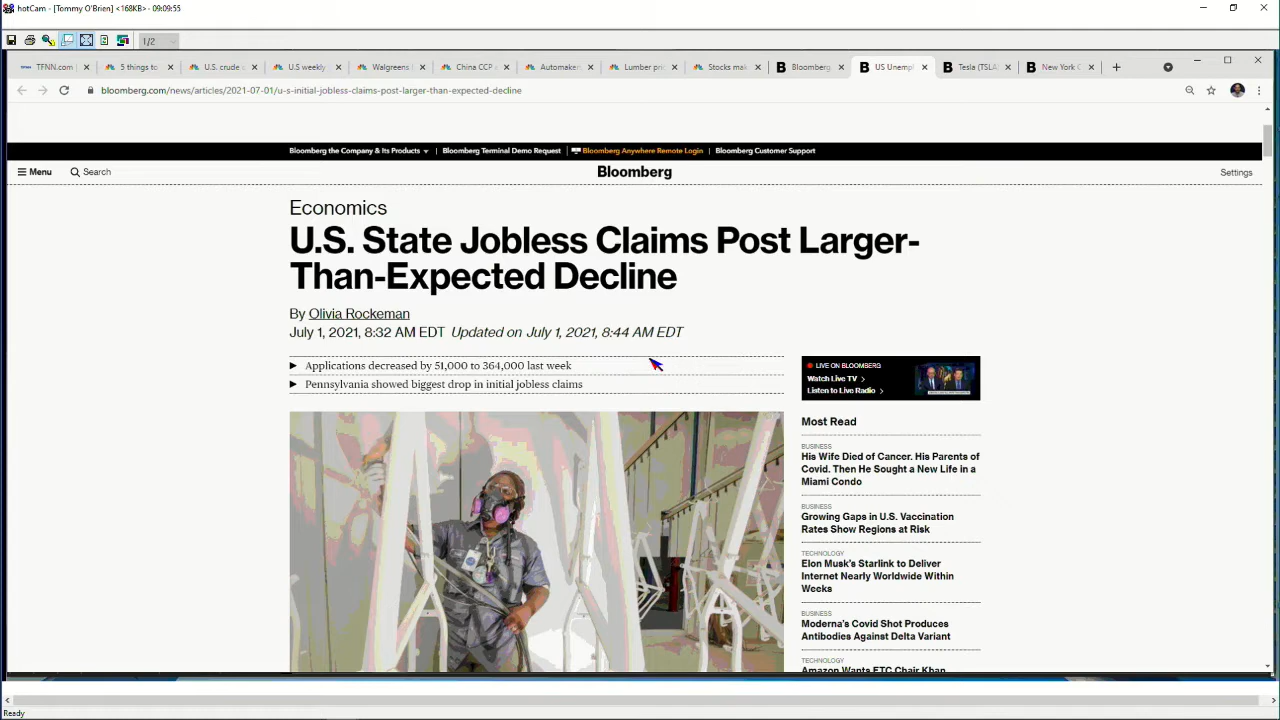 hotCam - [Tommy O'Brien] <168KB> - 09:09:55
1/2
TFNN.com
5 things to
U.S. crude
U.S weekly
Walgreens
China CCP
Automaker
Lumber pri
Stocks mak
Bloomberg
US Unempl
Tesla (TSLA
New York
bloomberg.com/news/articles/2021-07-01/u-s-initial-jobless-claims-post-larger-than-expected-decline
Bloomberg the Company & Its Products
Bloomberg Terminal Demo Request
Bloomberg Anywhere Remote Login
Bloomberg Customer Support
Menu
Search
Bloomberg
Settings
Economics
U.S. State Jobless Claims Post Larger-
Than-Expected Decline
By Olivia Rockeman
July 1, 2021, 8:32 AM EDT Updated on July 1, 2021, 8:44 AM EDT
Applications decreased by 51,000 to 364,000 last week
Pennsylvania showed biggest drop in initial jobless claims
LIVE ON BLOOMBERG
Watch Live TV
Listen to Live Radio
Most Read
BUSINESS
His Wife Died of Cancer. His Parents of
Covid. Then He Sought a New Life in a
Miami Condo
BUSINESS
Growing Gaps in U.S. Vaccination
Rates Show Regions at Risk
TECHNOLOGY
Elon Musk's Starlink to Deliver
Internet Nearly Worldwide Within
Weeks
BUSINESS
Moderna's Covid Shot Produces
Antibodies Against Delta Variant
TECHNOLOGY
Amazon Wants FTC Chair Khan
Ready